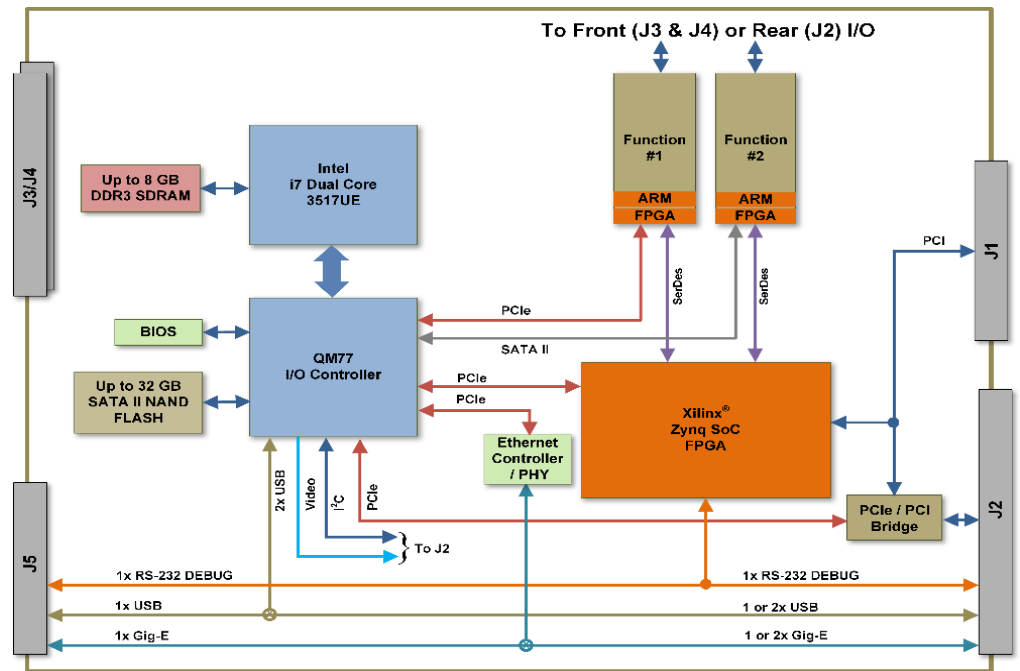 To Front (J3 & J4) or Rear (J2) I/O
J3/J4
Up to 8 GB
DDR3 SDRAM
Intel
i7 Dual Core
3517UE
Function
#1
ARM
FPGA
Function
#2
ARM
FPGA
PCI
J1
SerDes
SerDes
PCIe
SATA II
BIOS
QM77
I/O Controller
Up to 32 GB
SATA II NAND
FLASH
PCIe
PCIe
Xilinx®
Zynq SoC
FPGA
Ethernet
Controller
/ PHY
2x USB
Video
I²C
PCIe
To J2
PCIe / PCI
Bridge
J2
J5
1x RS-232 DEBUG
1x RS-232 DEBUG
1x USB
1 or 2x USB
1x Gig-E
1 or 2x Gig-E